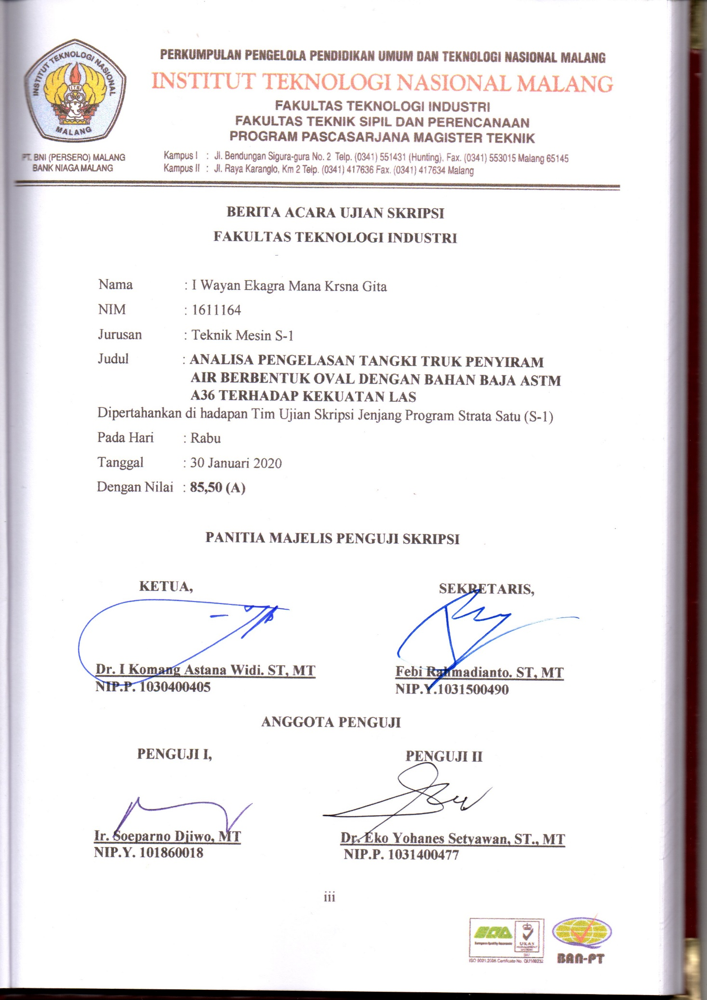 INSTITUT TEKNOLOGI NASIONAL
ITN
MALANG
PERKUMPULAN PENGELOLA PENDIDIKAN UMUM DAN TEKNOLOGI NASIONAL MALANG
INSTITUT TEKNOLOGI NASIONAL MALANG
FAKULTAS TEKNOLOGI INDUSTRI
FAKULTAS TEKNIK SIPIL DAN PERENCANAAN
PROGRAM PASCASARJANA MAGISTER TEKNIK
PT. BNI (PERSERO) MALANG
BANK NIAGA MALANG
Kampus I : Jl. Bendungan Sigura-gura No. 2 Telp. (0341) 551431 (Hunting), Fax. (0341) 553015 Malang 65145
Kampus II : Jl. Raya Karanglo, Km 2 Telp. (0341) 417636 Fax. (0341) 417634 Malang
BERITA ACARA UJIAN SKRIPSI
FAKULTAS TEKNOLOGI INDUSTRI
Nama : I Wayan Ekagra Mana Krsna Gita
NIM : 1611164
Jurusan : Teknik Mesin S-1
Judul : ANALISA PENGELASAN TANGKI TRUK PENYIRAM
AIR BERBENTUK OVAL DENGAN BAHAN BAJA ASTM
A36 TERHADAP KEKUATAN LAS
Dipertahankan di hadapan Tim Ujian Skripsi Jenjang Program Strata Satu (S-1)
Pada Hari : Rabu
Tanggal : 30 Januari 2020
Dengan Nilai : 85,50 (A)
PANITIA MAJELIS PENGUJI SKRIPSI
KETUA,
SEKRETARIS,
Dr. I Komang Astana Widi. ST, MT
NIP.P. 1030400405
Febi Rahmadianto. ST, MT
NIP.Y.1031500490
ANGGOTA PENGUJI
PENGUJI I,
PENGUJI II
Ir. Soeparno Djiwo, MT
NIP.Y. 101860018
Dr. Eko Yohanes Setyawan, ST., MT
NIP.P. 1031400477
iii
EQA
European Quality Assurance
UKAS
MANAGEMENT
SYSTEMS
ISO 9001:2008 Certificate No. QU160232
BAN-PT